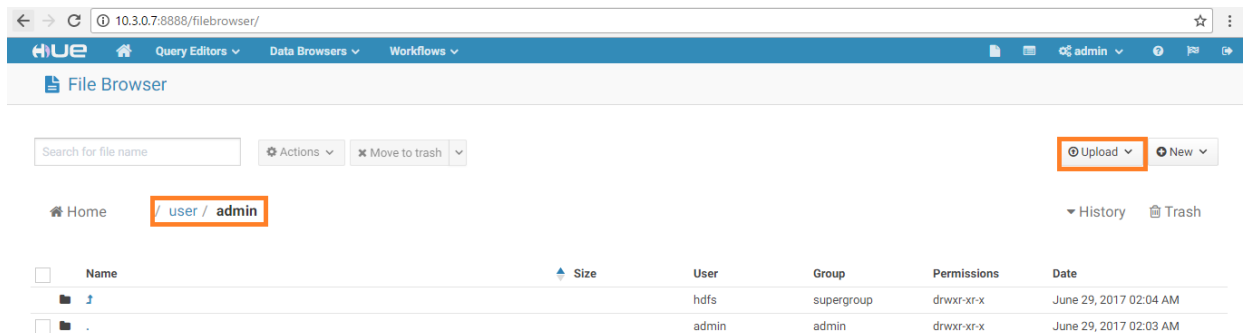 10.3.0.7:8888/filebrowser/
HUE Query Editors Data Browsers Workflows admin
File Browser
Search for file name Actions Move to trash Upload New
Home / user / admin History Trash
Name Size User Group Permissions Date
hdfs supergroup drwxr-xr-x June 29, 2017 02:04 AM
. admin admin drwxr-xr-x June 29, 2017 02:03 AM